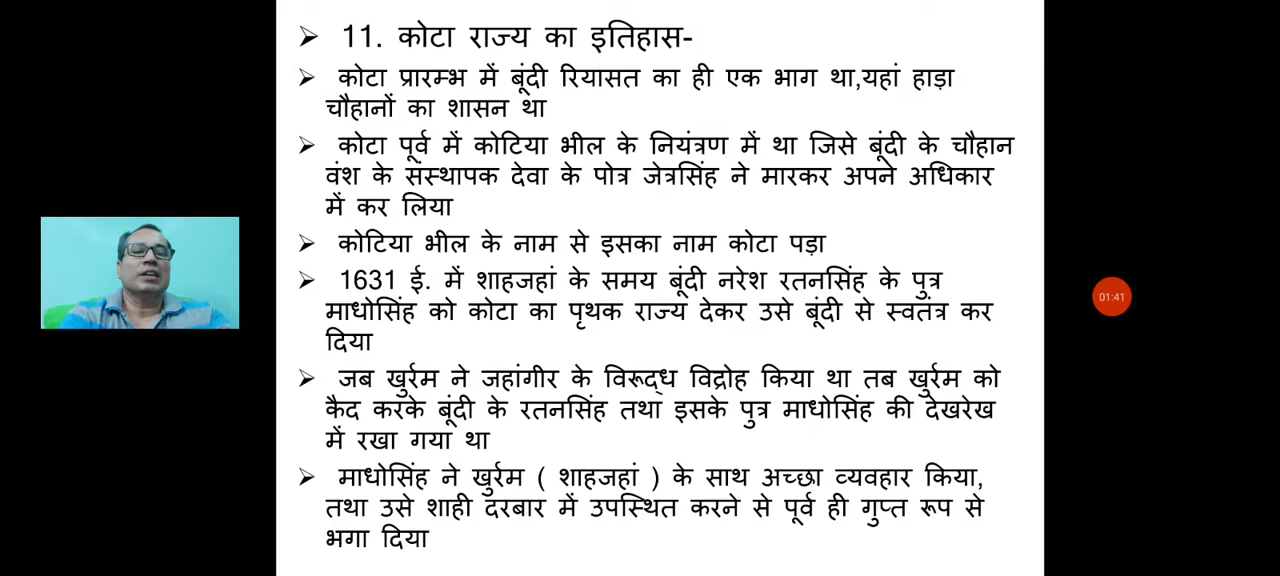 ➢ 11. कोटा राज्य का इतिहास-
➢ कोटा प्रारम्भ में बूंदी रियासत का ही एक भाग था,यहां हाड़ा
चौहानों का शासन था
➢ कोटा पूर्व में कोटिया भील के नियंत्रण में था जिसे बूंदी के चौहान
वंश के संस्थापक देवा के पोत्र जेत्रसिंह ने मारकर अपने अधिकार
में कर लिया
➢ कोटिया भील के नाम से इसका नाम कोटा पड़ा
➢ 1631 ई. में शाहजहां के समय बूंदी नरेश रतनसिंह के पुत्र
माधोसिंह को कोटा का पृथक राज्य देकर उसे बूंदी से स्वतंत्र कर
दिया
➢ जब खुर्रम ने जहांगीर के विरूद्ध विद्रोह किया था तब खुर्रम को
कैद करके बूंदी के रतनसिंह तथा इसके पुत्र माधोसिंह की देखरेख
में रखा गया था
➢ माधोसिंह ने खुर्रम ( शाहजहां ) के साथ अच्छा व्यवहार किया,
तथा उसे शाही दरबार में उपस्थित करने से पूर्व ही गुप्त रूप से
भगा दिया
01:41